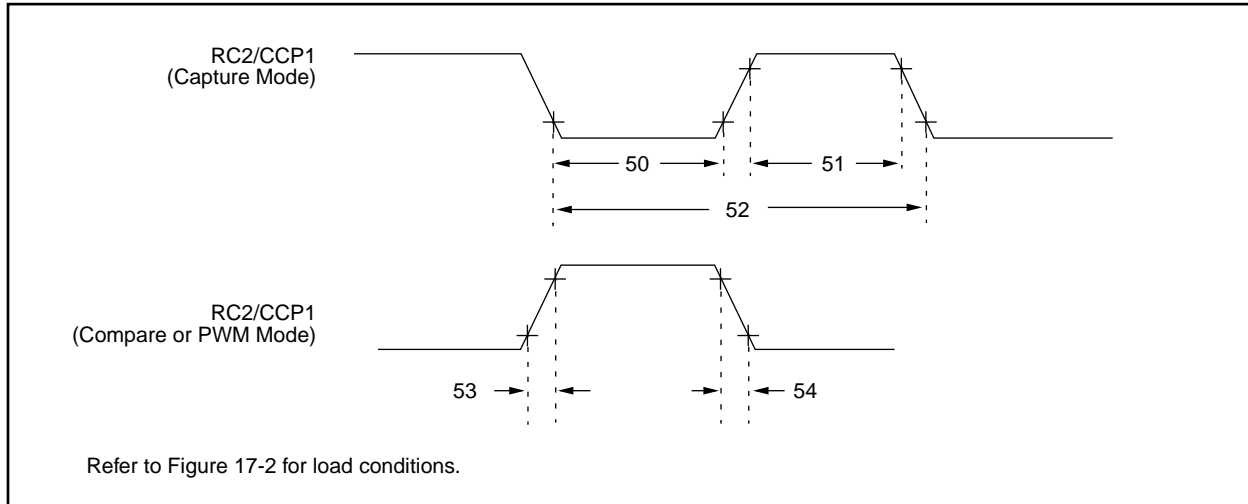 RC2/CCP1
(Capture Mode)
50
51
52
RC2/CCP1
(Compare or PWM Mode)
53
54
Refer to Figure 17-2 for load conditions.